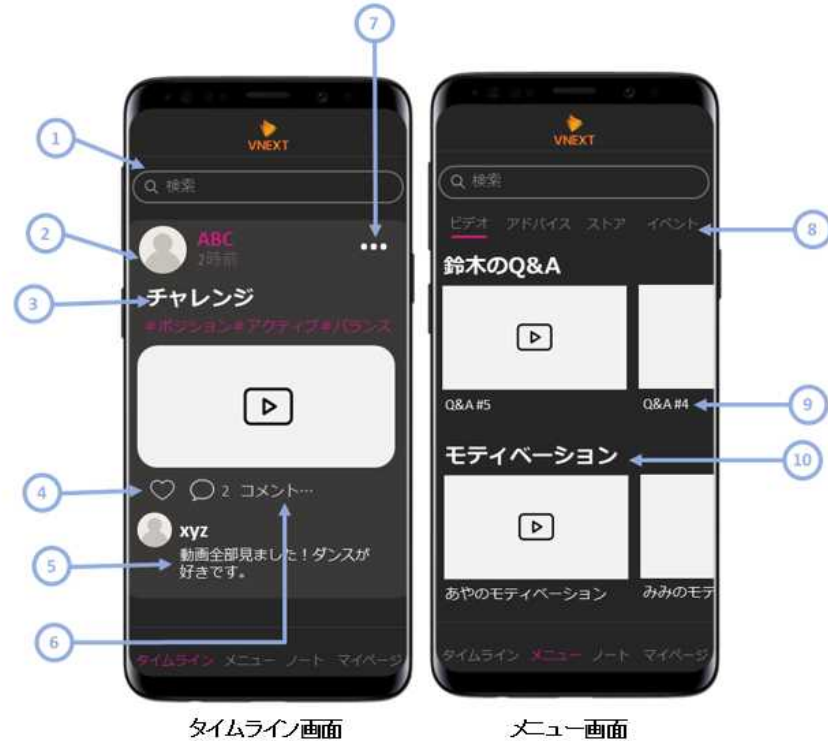 7
1
VNEXT
検索
2
ABC
2時前
3
チャレンジ
#ポジション#アクティブ#バランス
4
2 コメント…
xyz
5
動画全部見ました！ダンスが
好きです。
6
タイムライン メニュー ノート マイページ
タイムライン画面
VNEXT
検索
ビデオ アドバイス ストア イベント
8
鈴木のQ&A
Q&A #5 Q&A #4
9
モティベーション
10
あやのモティベーション みみのモテ
タイムライン メニュー ノート マイページ
メニュー画面